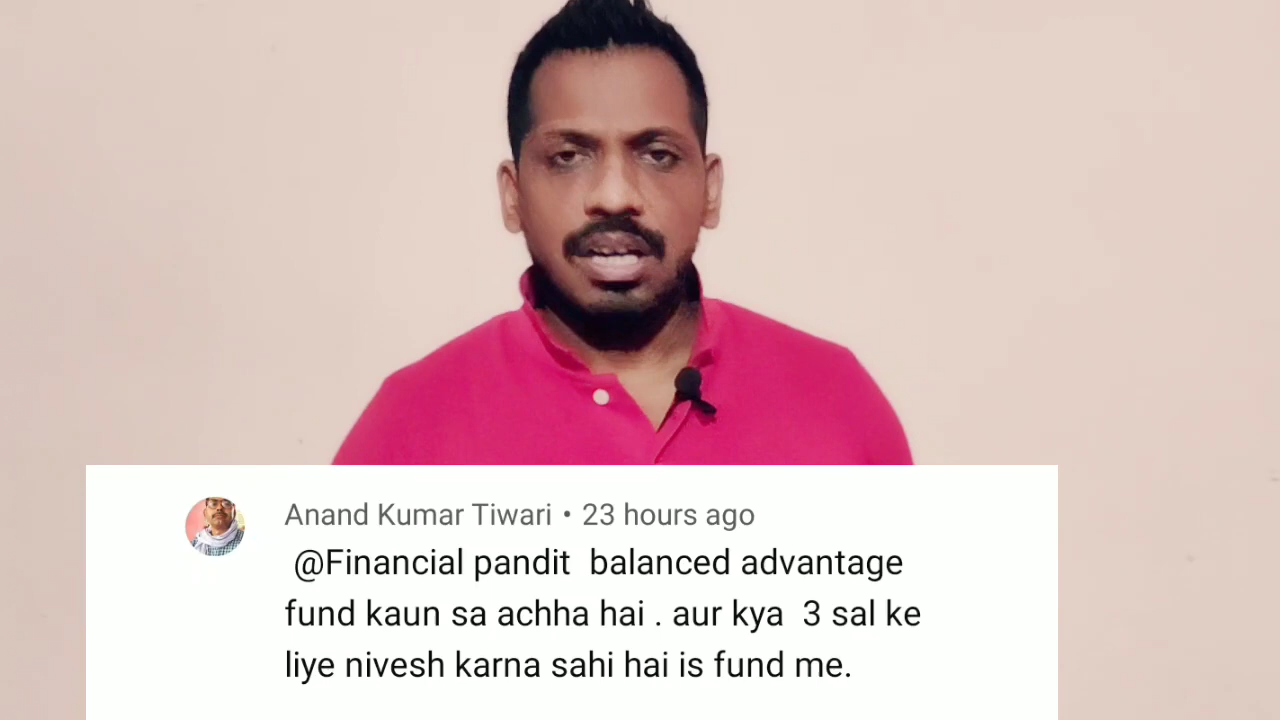 Anand Kumar Tiwari • 23 hours ago
@Financial pandit balanced advantage
fund kaun sa achha hai . aur kya 3 sal ke
liye nivesh karna sahi hai is fund me.